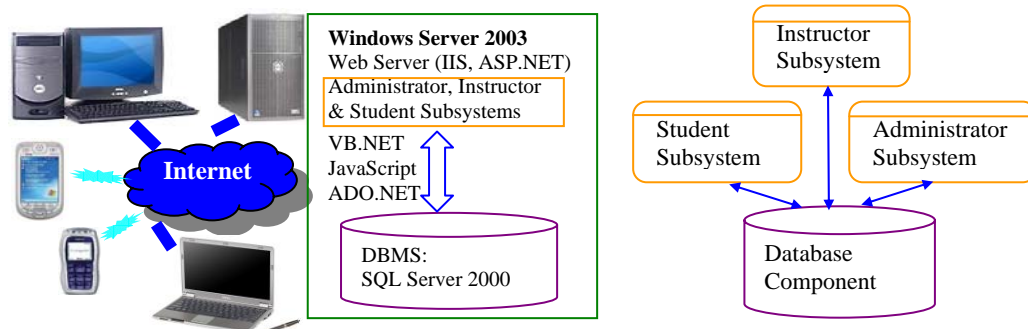 Internet
Windows Server 2003
Web Server (IIS, ASP.NET)
Administrator, Instructor
& Student Subsystems
VB.NET
JavaScript
ADO.NET
DBMS:
SQL Server 2000
Instructor
Subsystem
Student
Subsystem
Administrator
Subsystem
Database
Component